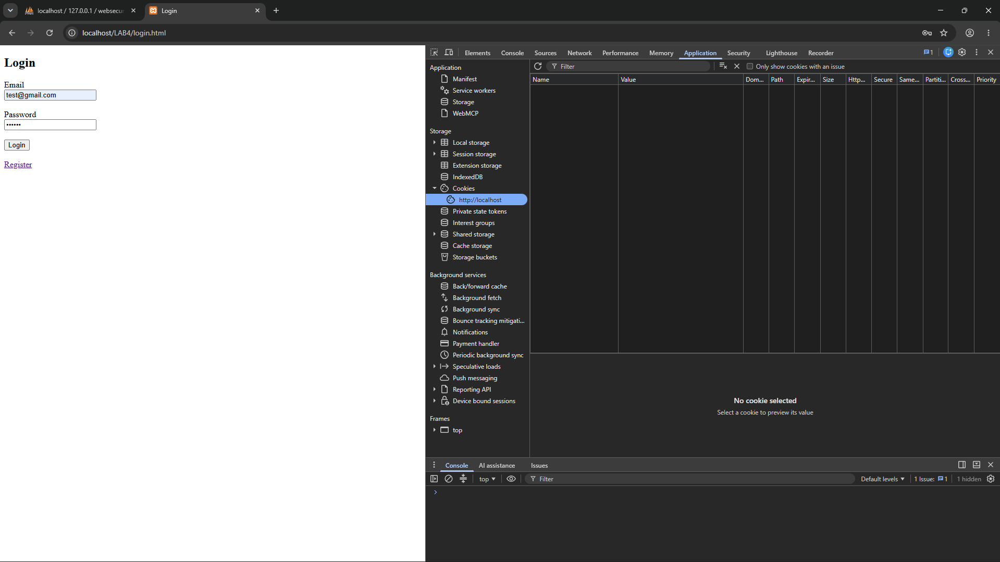 localhost / 127.0.0.1 / websecur
Login
localhost/LAB4/login.html
Login
Email
test@gmail.com
Password
••••••
Login
Register
Elements Console Sources Network Performance Memory Application Security Lighthouse Recorder 1
Application
Manifest
Service workers
Storage
WebMCP
Storage
Local storage
Session storage
Extension storage
IndexedDB
Cookies
http://localhost
Private state tokens
Interest groups
Shared storage
Cache storage
Storage buckets
Background services
Back/forward cache
Background fetch
Background sync
Bounce tracking mitigati...
Notifications
Payment handler
Periodic background sync
Speculative loads
Push messaging
Reporting API
Device bound sessions
Frames
top
Filter Only show cookies with an issue
Name Value Dom... Path Expir... Size Http... Secure Same... Partiti... Cross... Priority
No cookie selected
Select a cookie to preview its value
Console AI assistance Issues
top Filter Default levels 1 Issue: 1 1 hidden